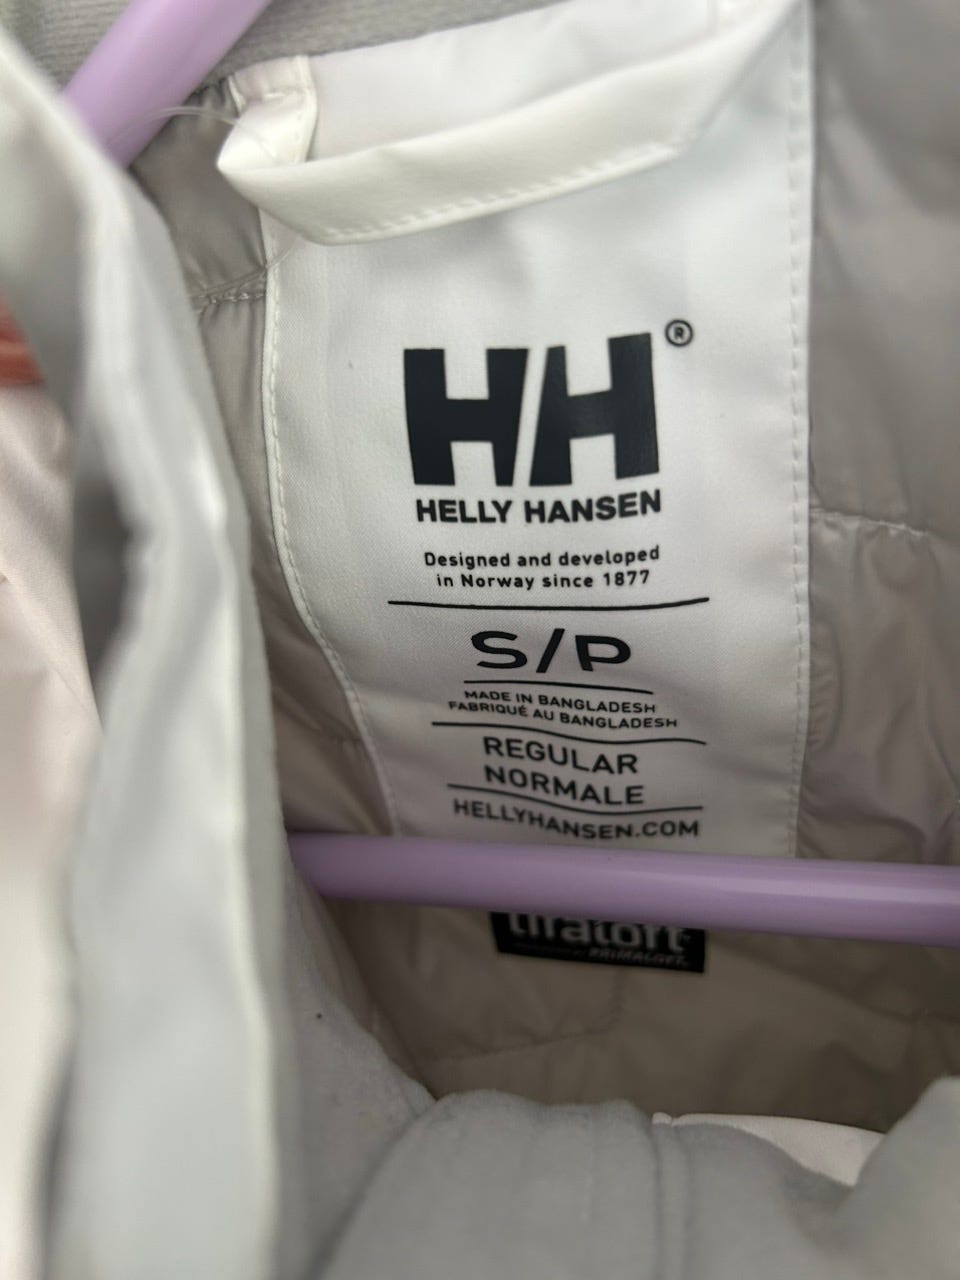 HH®
HELLY HANSEN
Designed and developed
in Norway since 1877
S/P
MADE IN BANGLADESH
FABRIQUÉ AU BANGLADESH
REGULAR
NORMALE
HELLYHANSEN.COM
PRIMALOFT